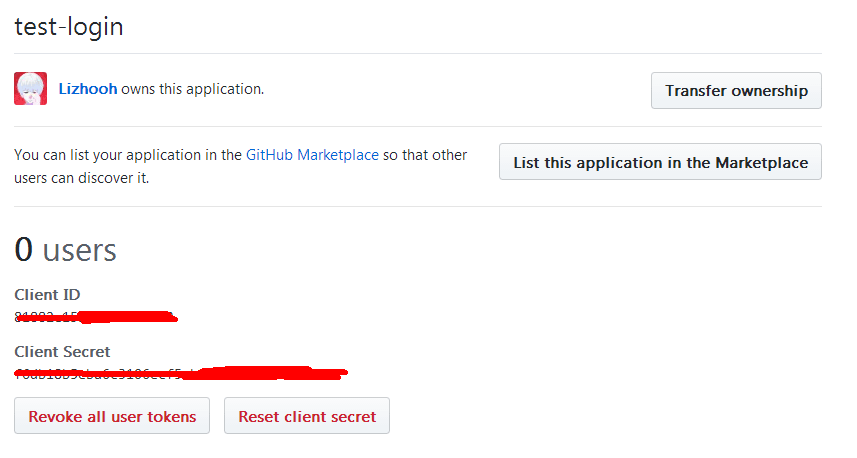 test-login
Lizhooh owns this application.
Transfer ownership
You can list your application in the GitHub Marketplace so that other
users can discover it.
List this application in the Marketplace
0 users
Client ID
Client Secret
Revoke all user tokens
Reset client secret